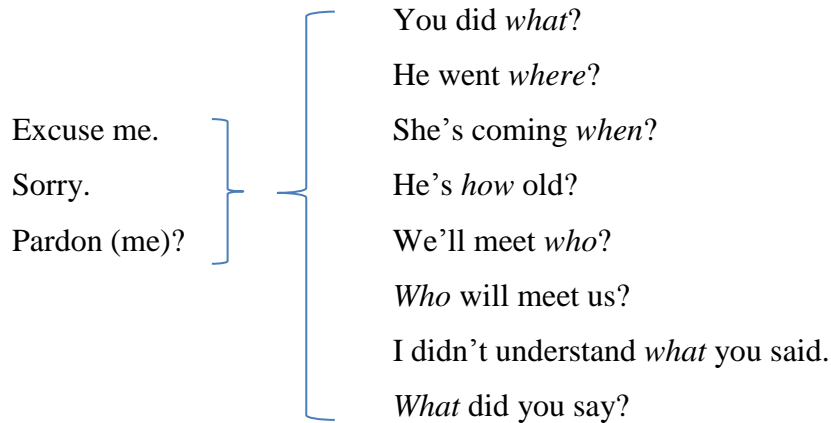 Excuse me.
Sorry.
Pardon (me)?
You did what?
He went where?
She’s coming when?
He’s how old?
We’ll meet who?
Who will meet us?
I didn’t understand what you said.
What did you say?